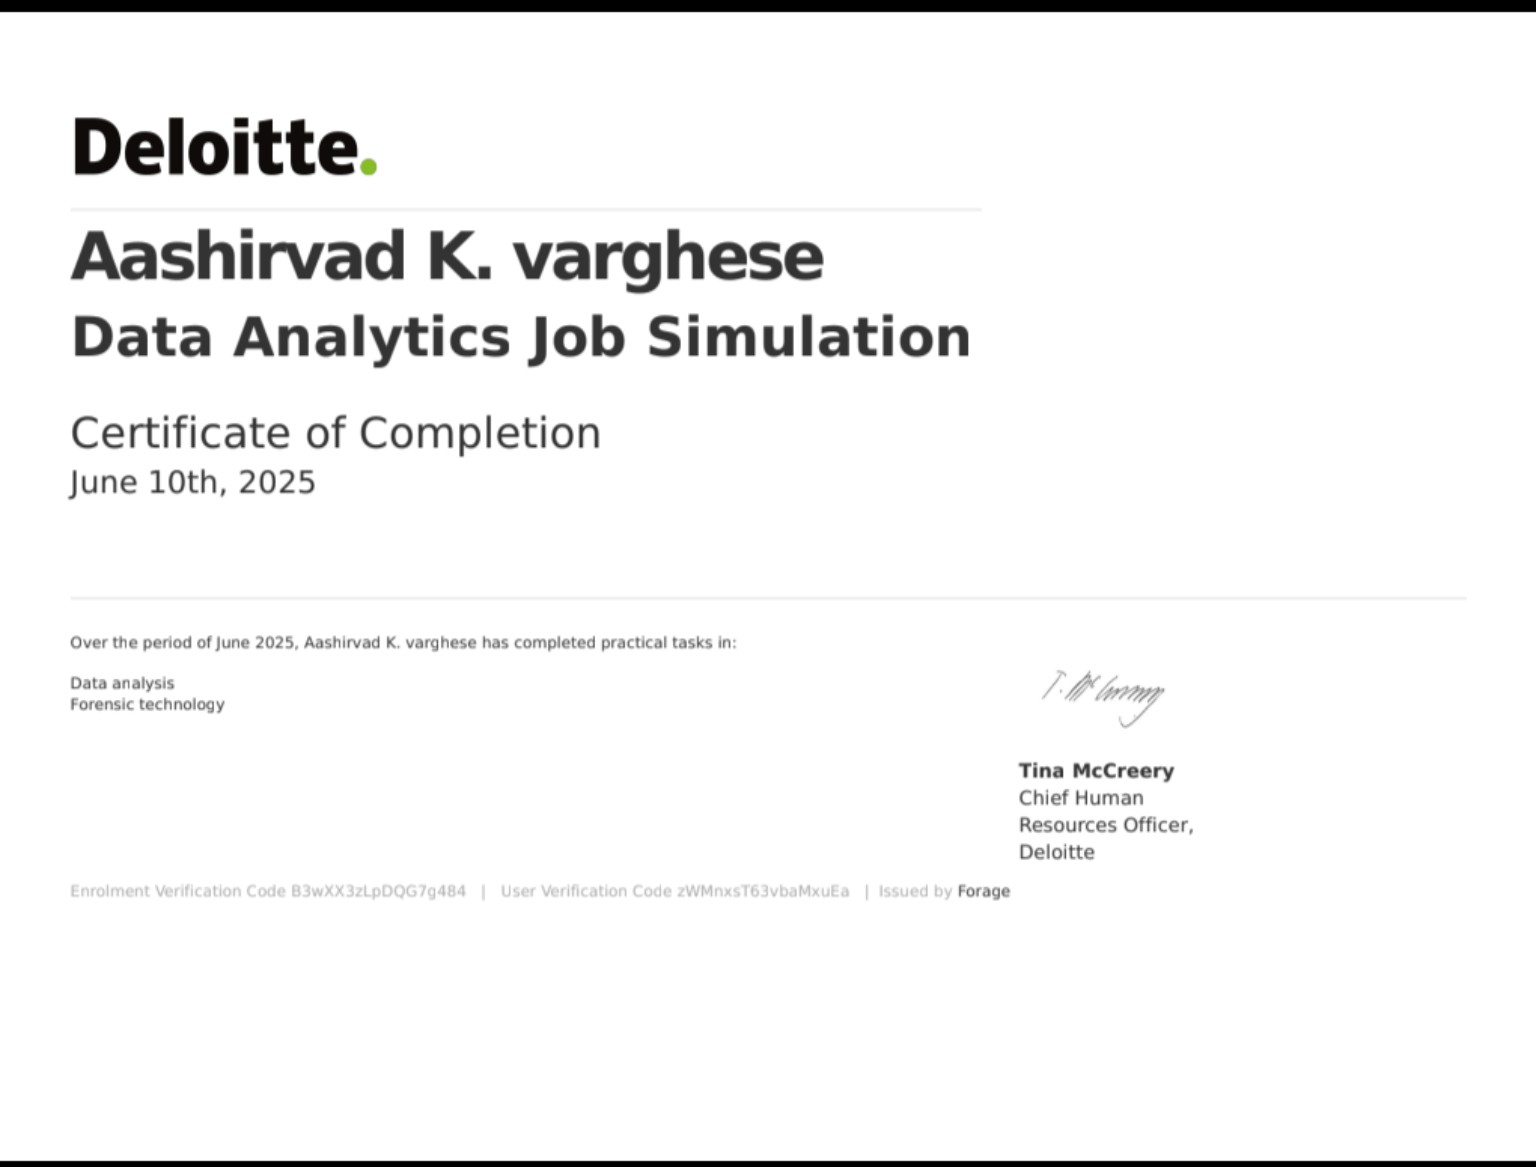 Deloitte.
Aashirvad K. varghese
Data Analytics Job Simulation
Certificate of Completion
June 10th, 2025
Over the period of June 2025, Aashirvad K. varghese has completed practical tasks in:
Data analysis
Forensic technology
T. McCreery
Tina McCreery
Chief Human
Resources Officer,
Deloitte
Enrolment Verification Code B3wXX3zLpDQG7g484 | User Verification Code zWMnxsT63vbaMxuEa | Issued by Forage